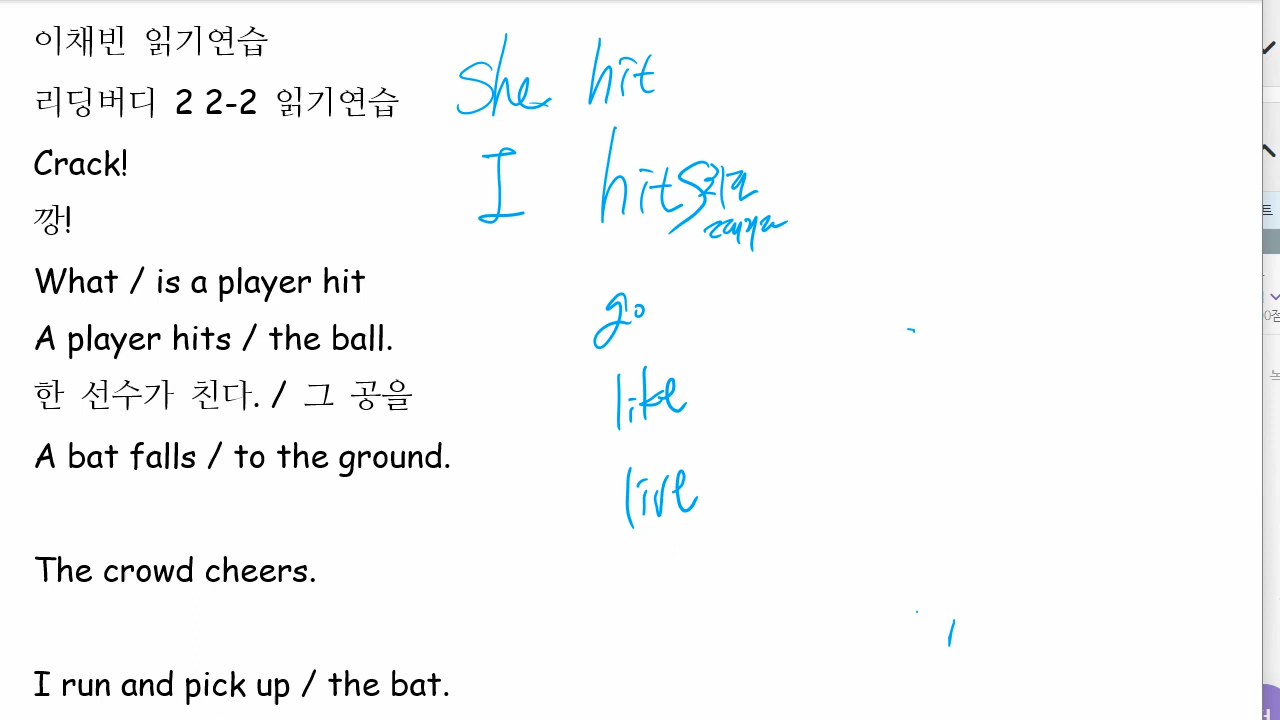 이채빈 읽기연습
리딩버디 2 2-2 읽기연습
Crack!
깡!
What / is a player hit
A player hits / the ball.
한 선수가 친다. / 그 공을
A bat falls / to the ground.
The crowd cheers.
I run and pick up / the bat.
She hit
I hit
go
like
live